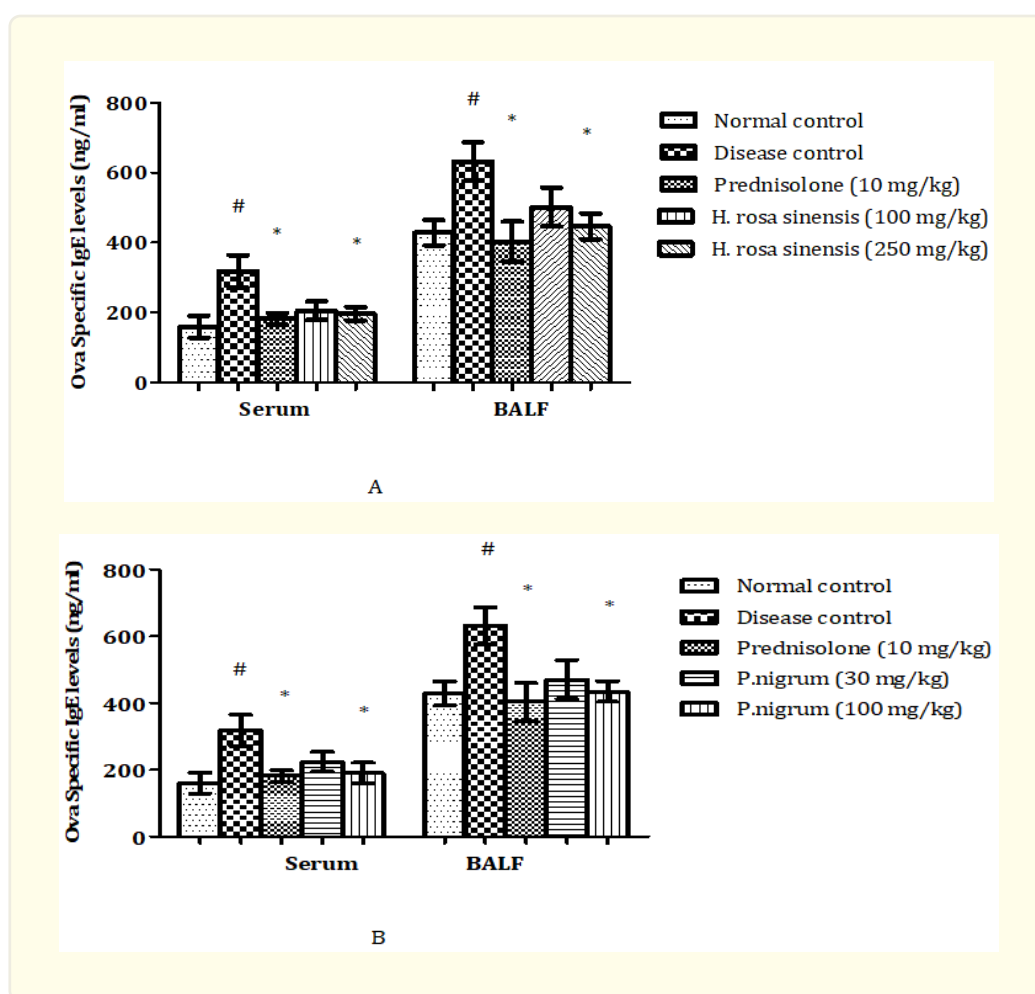 Ova Specific IgE levels (ng/ml)
800
600
400
200
0
#
*
*
#
*
*
Serum
BALF
Normal control
Disease control
Prednisolone (10 mg/kg)
H. rosa sinensis (100 mg/kg)
H. rosa sinensis (250 mg/kg)
A
Ova Specific IgE levels (ng/ml)
800
600
400
200
0
#
*
*
#
*
*
Serum
BALF
Normal control
Disease control
Prednisolone (10 mg/kg)
P.nigrum (30 mg/kg)
P.nigrum (100 mg/kg)
B